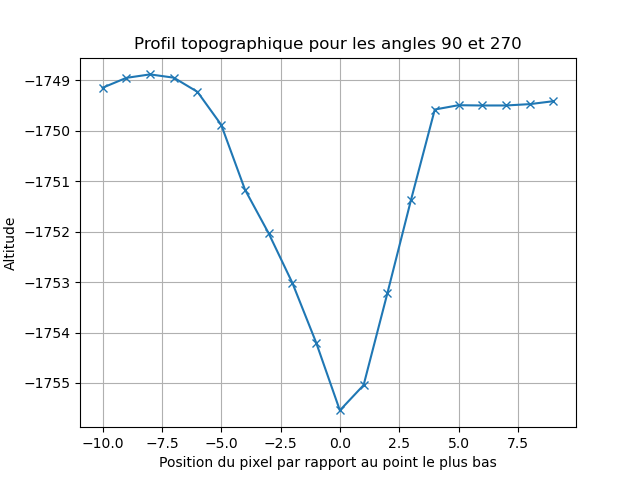 Profil topographique pour les angles 90 et 270
−1749
−1750
−1751
−1752
−1753
−1754
−1755
Altitude
−10.0 −7.5 −5.0 −2.5 0.0 2.5 5.0 7.5
Position du pixel par rapport au point le plus bas